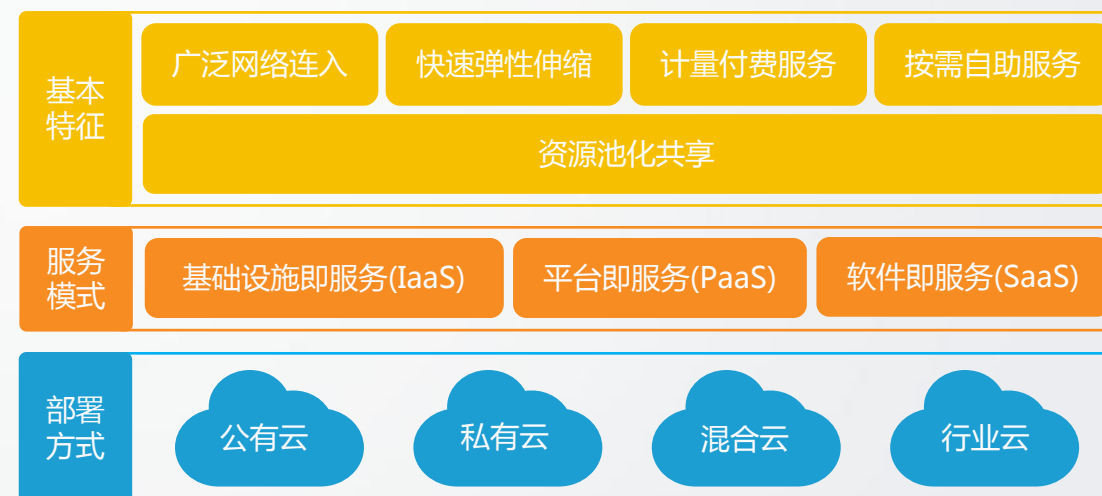 基本
特征
广泛网络连入
快速弹性伸缩
计量付费服务
按需自助服务
资源池化共享
服务
模式
基础设施即服务(IaaS)
平台即服务(PaaS)
软件即服务(SaaS)
部署
方式
公有云
私有云
混合云
行业云